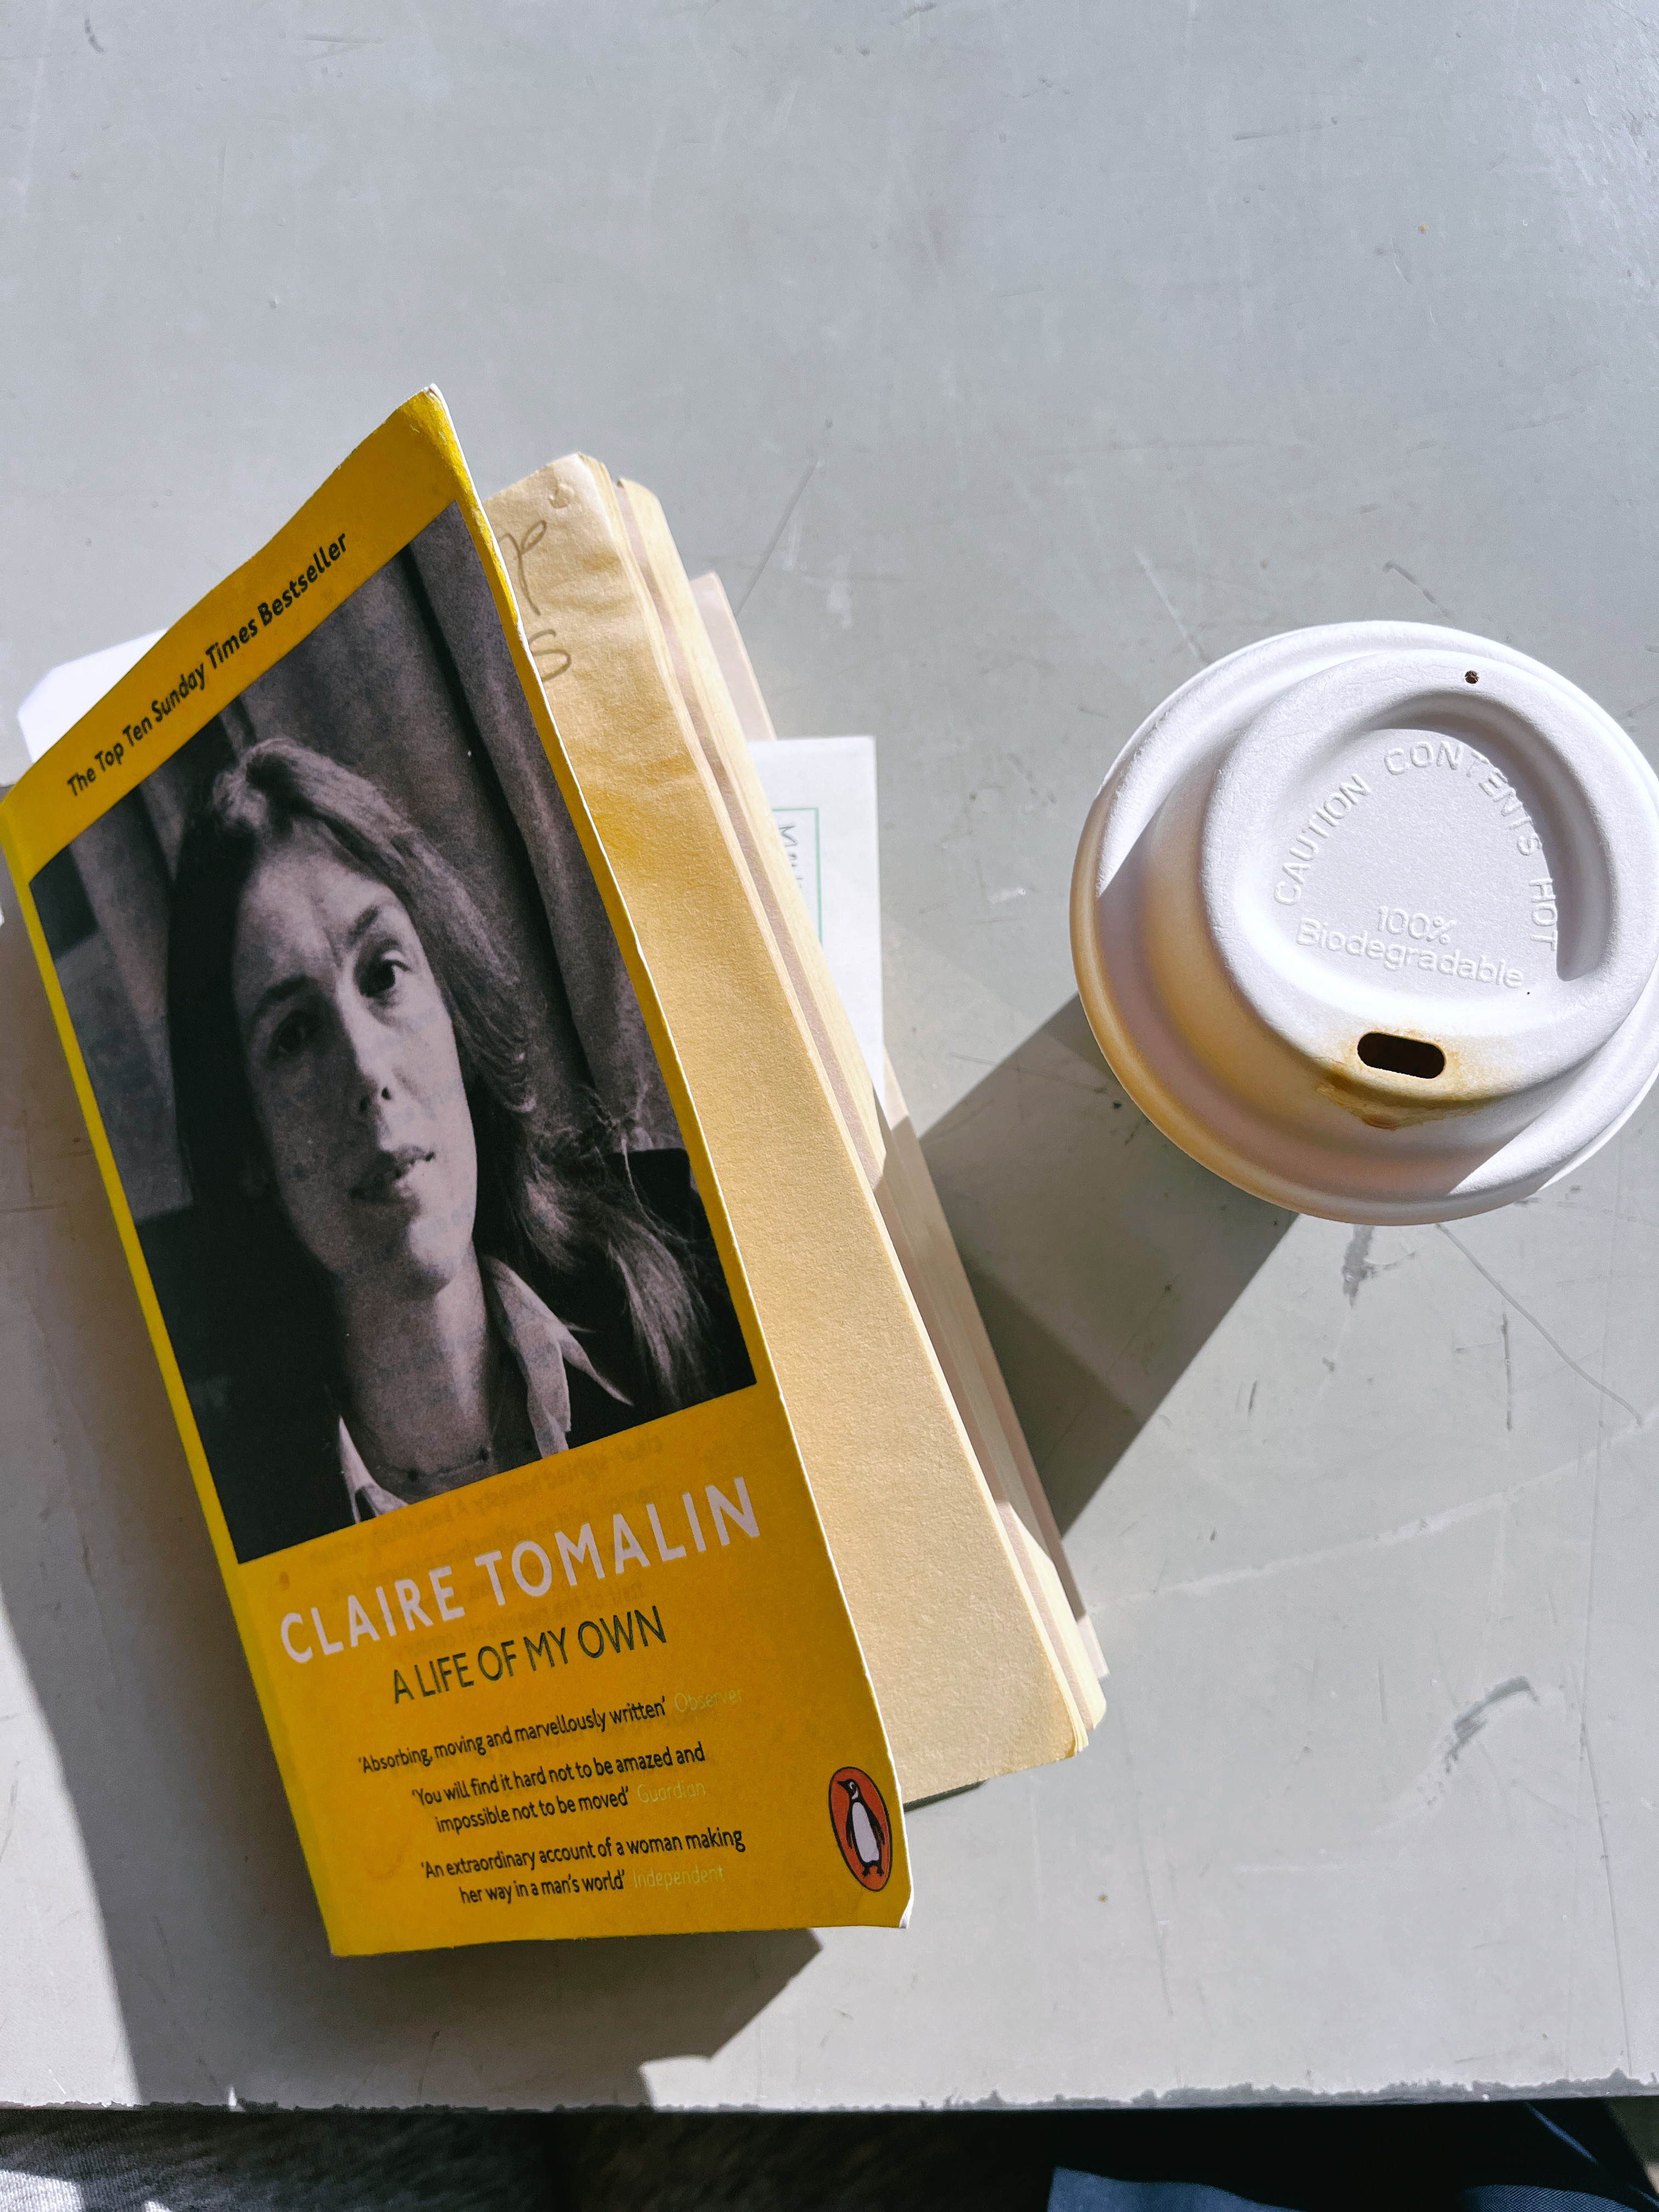 The Top Ten Sunday Times Bestseller
CLAIRE TOMALIN
A LIFE OF MY OWN
'Absorbing, moving and marvellously written' Observer
'You will find it hard not to be amazed and
impossible not to be moved' Guardian
'An extraordinary account of a woman making
her way in a man's world' Independent
CAUTION CONTENTS HOT
100%
Biodegradable